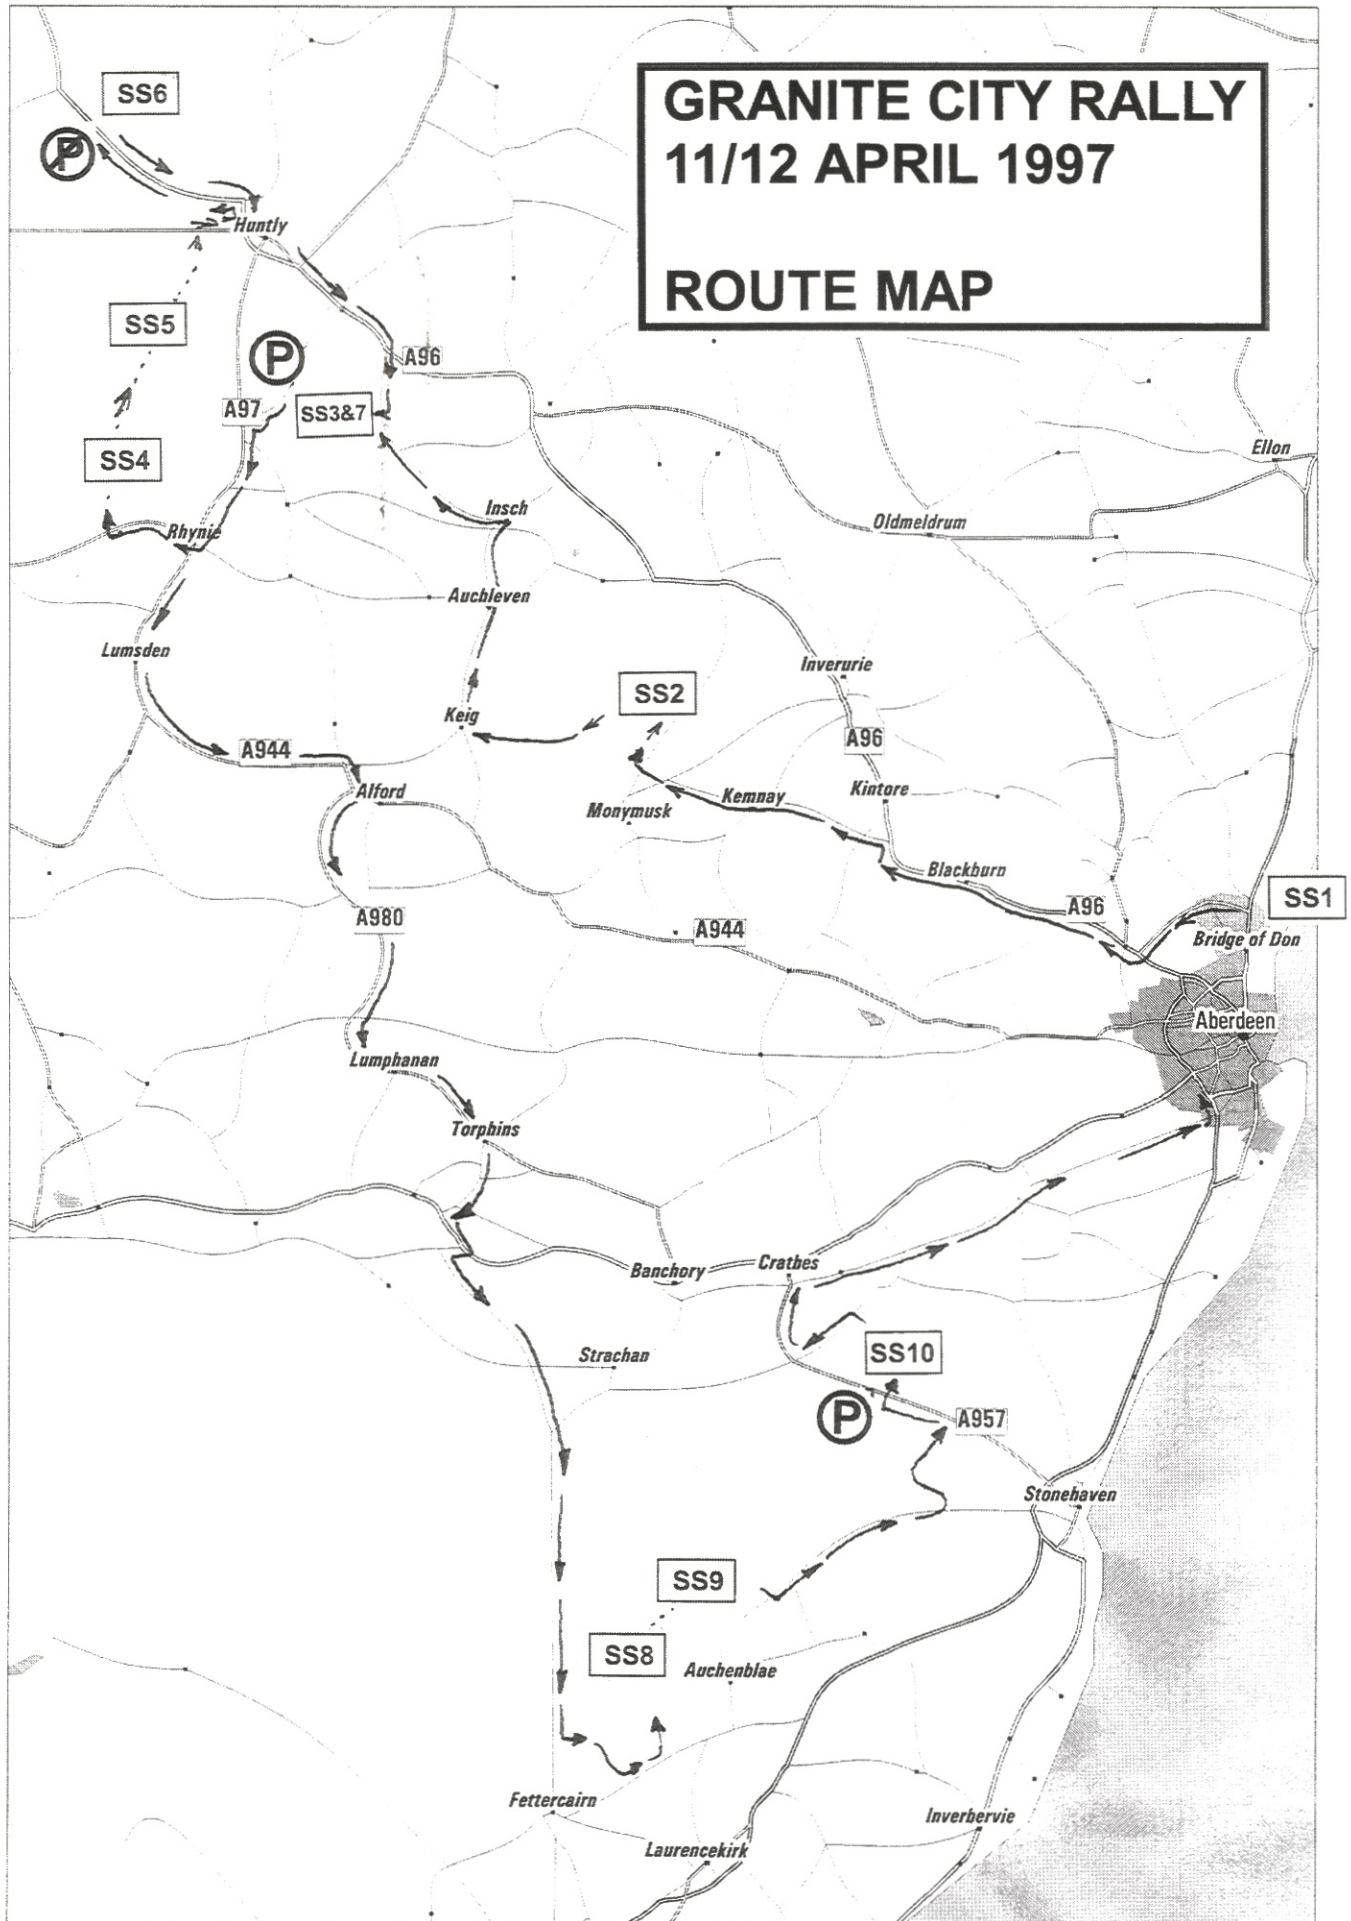 GRANITE CITY RALLY
11/12 APRIL 1997
ROUTE MAP
SS6
P
Huntly
SS5
P
A96
A97
SS3&7
SS4
Ellon
Insch
Oldmeldrum
Rhynie
Auchleven
Lumsden
Inverurie
SS2
Keig
A96
A944
Alford
Kemnay
Kintore
Monymusk
Blackburn
SS1
A96
A980
A944
Bridge of Don
Aberdeen
Lumphanan
Torphins
Banchory
Crathes
Strachan
SS10
P
A957
Stonehaven
SS9
SS8
Auchenblae
Fettercairn
Inverbervie
Laurencekirk